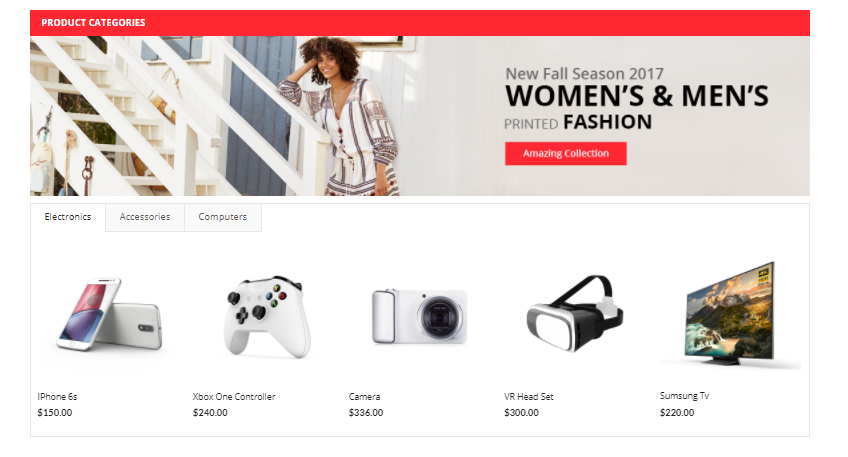 PRODUCT CATEGORIES
New Fall Season 2017
WOMEN'S & MEN'S
PRINTED FASHION
Amazing Collection
Electronics
Accessories
Computers
IPhone 6s
$150.00
Xbox One Controller
$240.00
Camera
$336.00
VR Head Set
$300.00
Sumsung Tv
$220.00